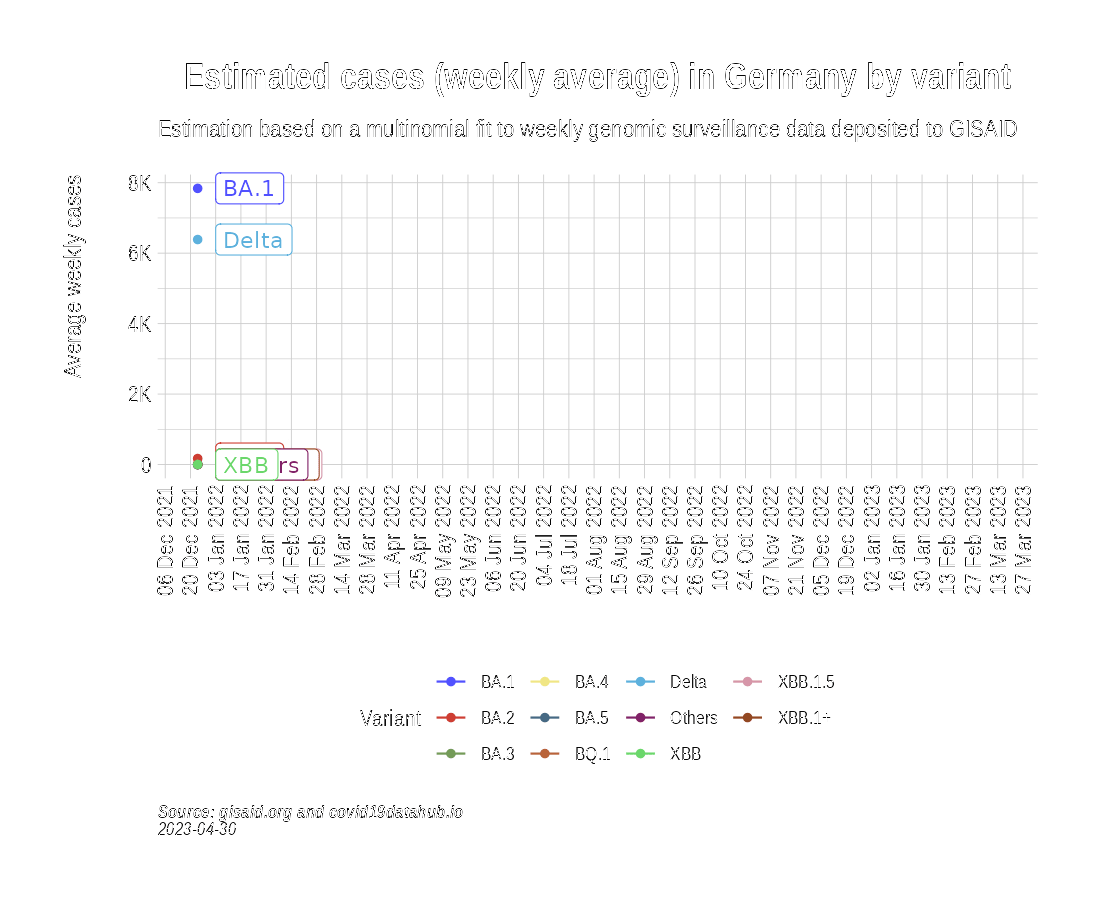 Estimated cases (weekly average) in Germany by variant
Estimation based on a multinomial fit to weekly genomic surveillance data deposited to GISAID
Average weekly cases
8K
6K
4K
2K
0
BA.1
Delta
XBB
rs
06 Dec 2021
20 Dec 2021
03 Jan 2022
17 Jan 2022
31 Jan 2022
14 Feb 2022
28 Feb 2022
14 Mar 2022
28 Mar 2022
11 Apr 2022
25 Apr 2022
09 May 2022
23 May 2022
06 Jun 2022
20 Jun 2022
04 Jul 2022
18 Jul 2022
01 Aug 2022
15 Aug 2022
29 Aug 2022
12 Sep 2022
26 Sep 2022
10 Oct 2022
24 Oct 2022
07 Nov 2022
21 Nov 2022
05 Dec 2022
19 Dec 2022
02 Jan 2023
16 Jan 2023
30 Jan 2023
13 Feb 2023
27 Feb 2023
13 Mar 2023
27 Mar 2023
Variant
BA.1 BA.4 Delta XBB.1.5
BA.2 BA.5 Others XBB.1+
BA.3 BQ.1 XBB
Source: gisaid.org and covid19datahub.io
2023-04-30